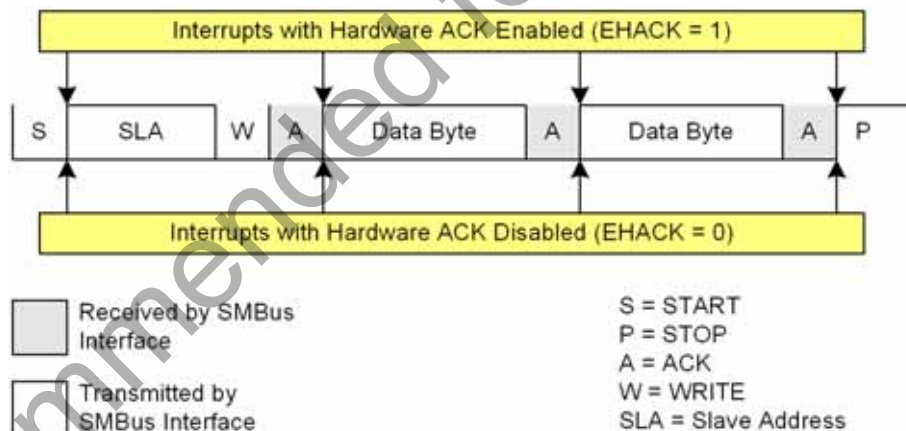 Interrupts with Hardware ACK Enabled (EHACK = 1)
S SLA W A Data Byte A Data Byte A P
Interrupts with Hardware ACK Disabled (EHACK = 0)
Received by SMBus
Interface
Transmitted by
SMBus Interface
S = START
P = STOP
A = ACK
W = WRITE
SLA = Slave Address